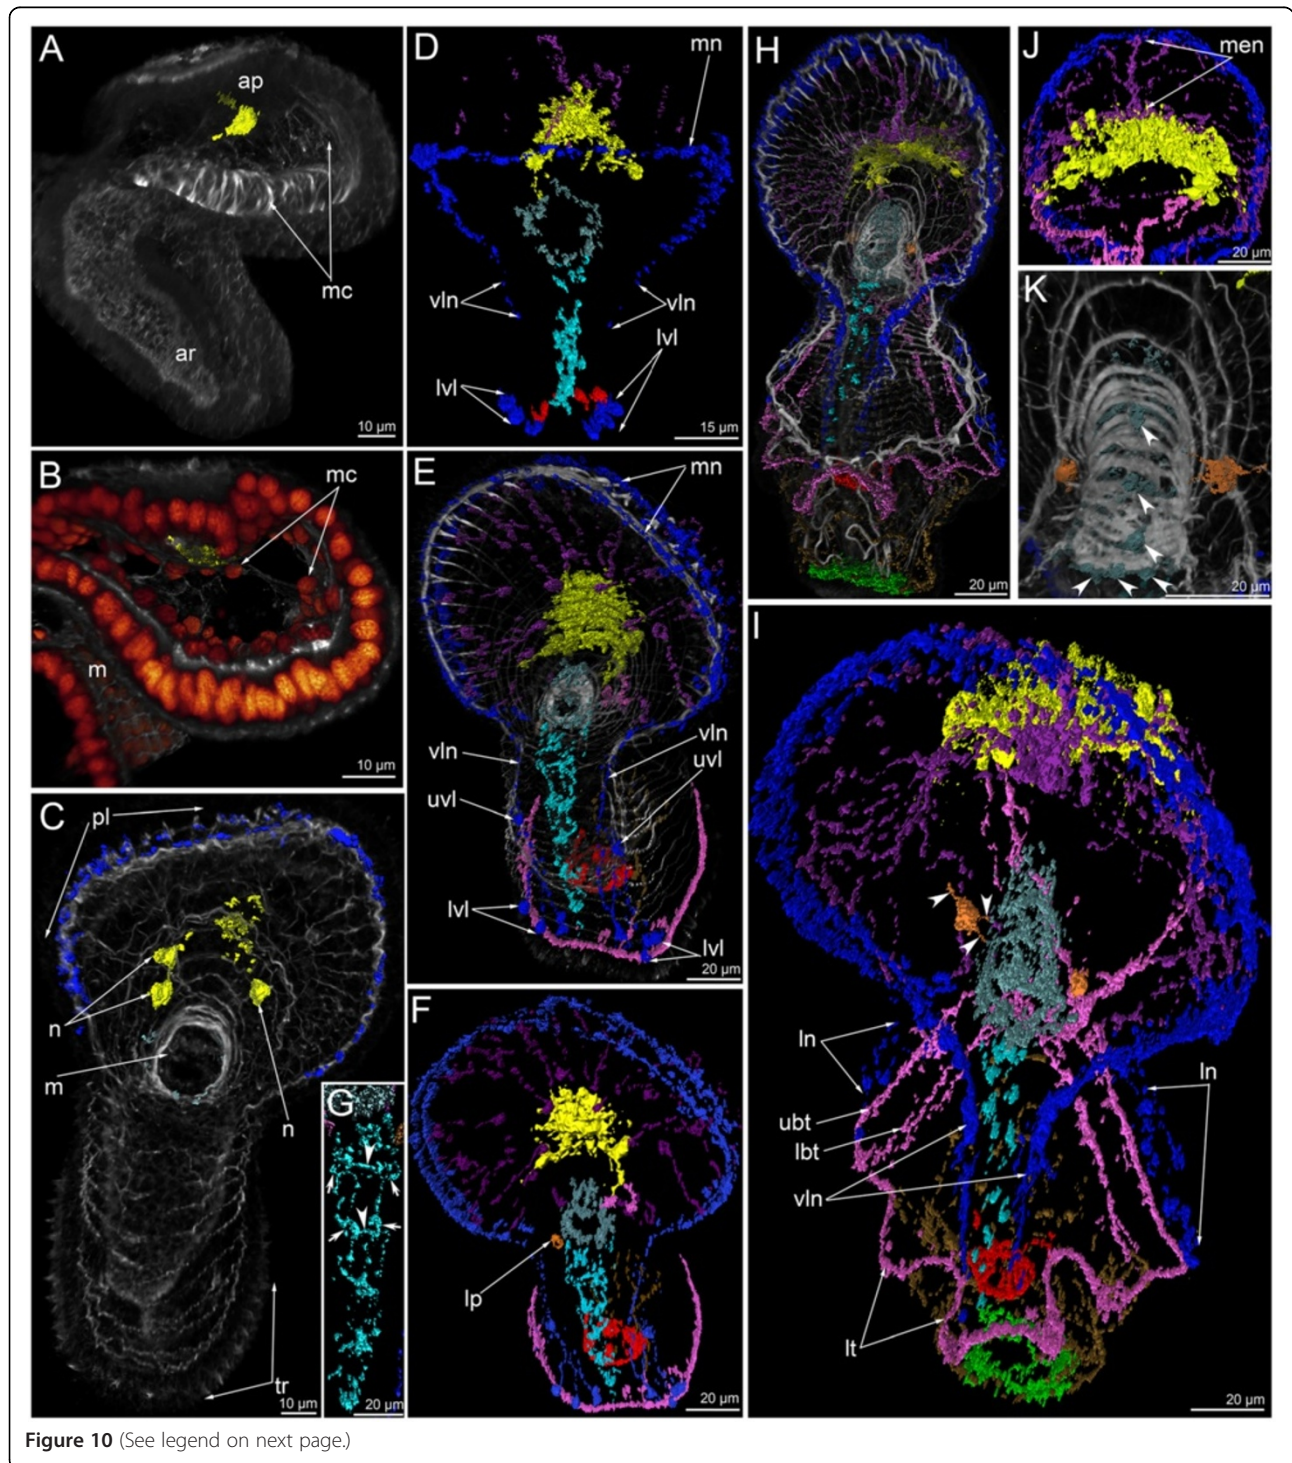 A
ap
mc
ar
10 µm
B
mc
m
10 µm
C
pl
n
m
n
tr
10 µm
D
mn
vln
vln
lvl
lvl
15 µm
E
mn
vln
vln
uvl
uvl
lvl
lvl
20 µm
F
lp
20 µm
G
20 µm
H
20 µm
I
ln
ln
ubt
lbt
vln
lt
20 µm
J
men
20 µm
K
20 µm
Figure 10 (See legend on next page.)